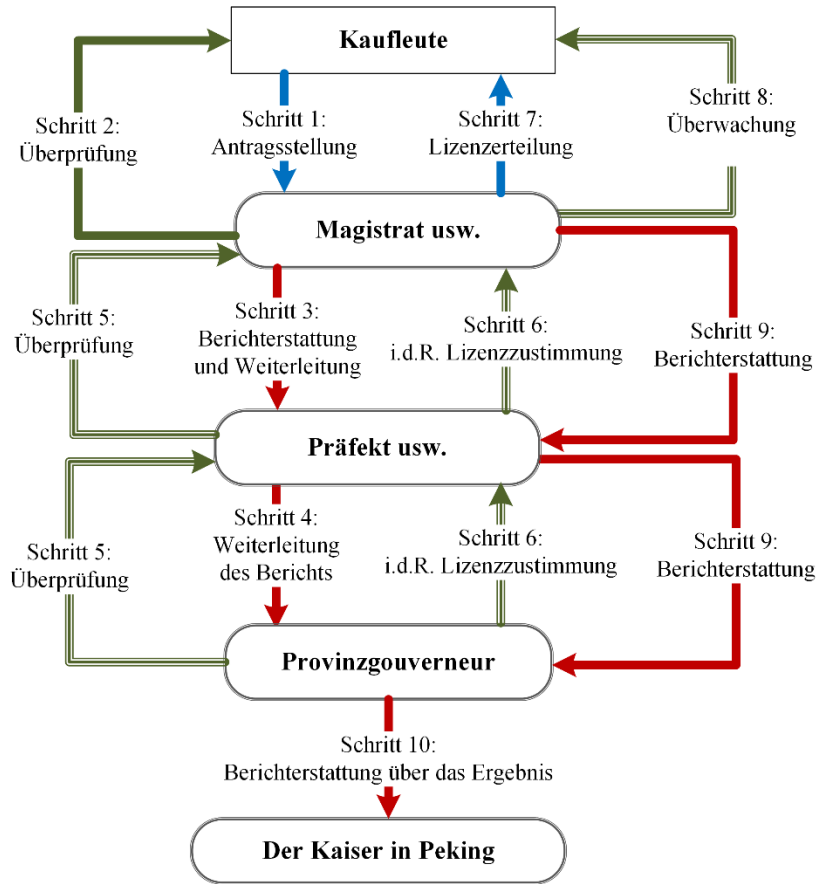 Kaufleute
Schritt 2:
Überprüfung
Schritt 1:
Antragsstellung
Schritt 7:
Lizenzerteilung
Schritt 8:
Überwachung
Magistrat usw.
Schritt 5:
Überprüfung
Schritt 3:
Berichterstattung
und Weiterleitung
Schritt 6:
i.d.R. Lizenzzustimmung
Schritt 9:
Berichterstattung
Präfekt usw.
Schritt 5:
Überprüfung
Schritt 4:
Weiterleitung
des Berichts
Schritt 6:
i.d.R. Lizenzzustimmung
Schritt 9:
Berichterstattung
Provinzgouverneur
Schritt 10:
Berichterstattung über das Ergebnis
Der Kaiser in Peking